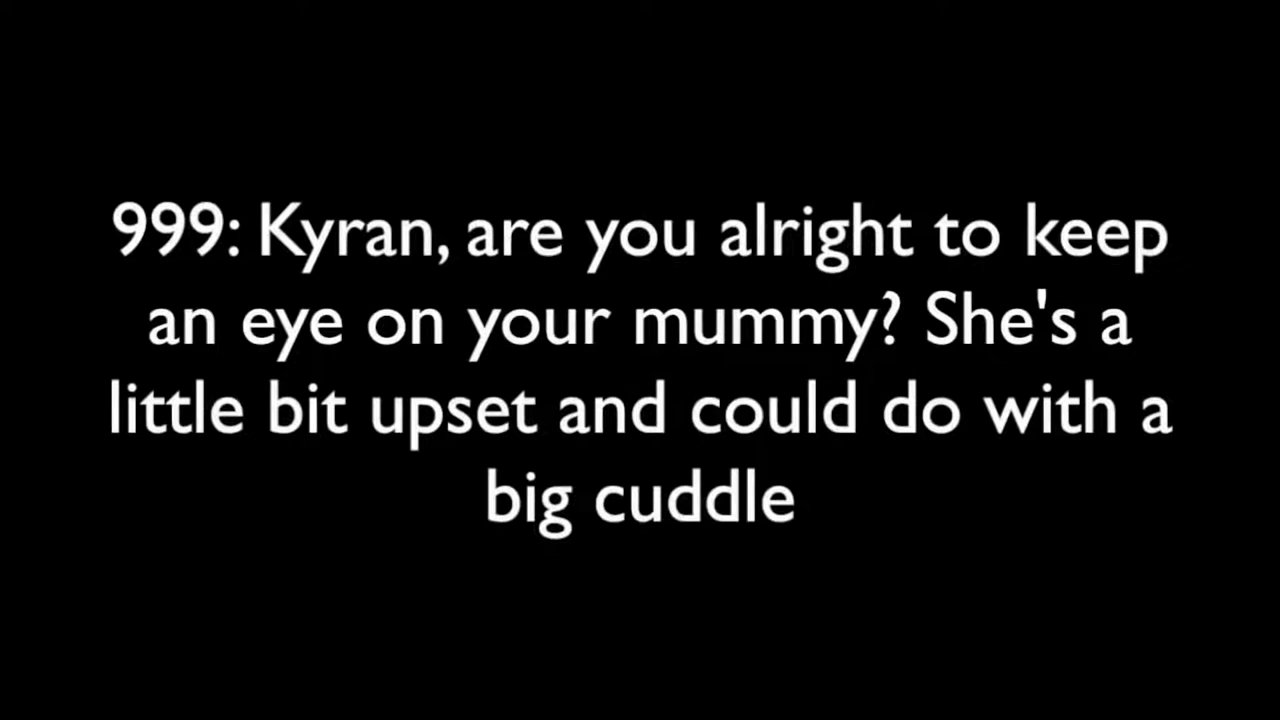 999: Kyran, are you alright to keep
an eye on your mummy? She's a
little bit upset and could do with a
big cuddle